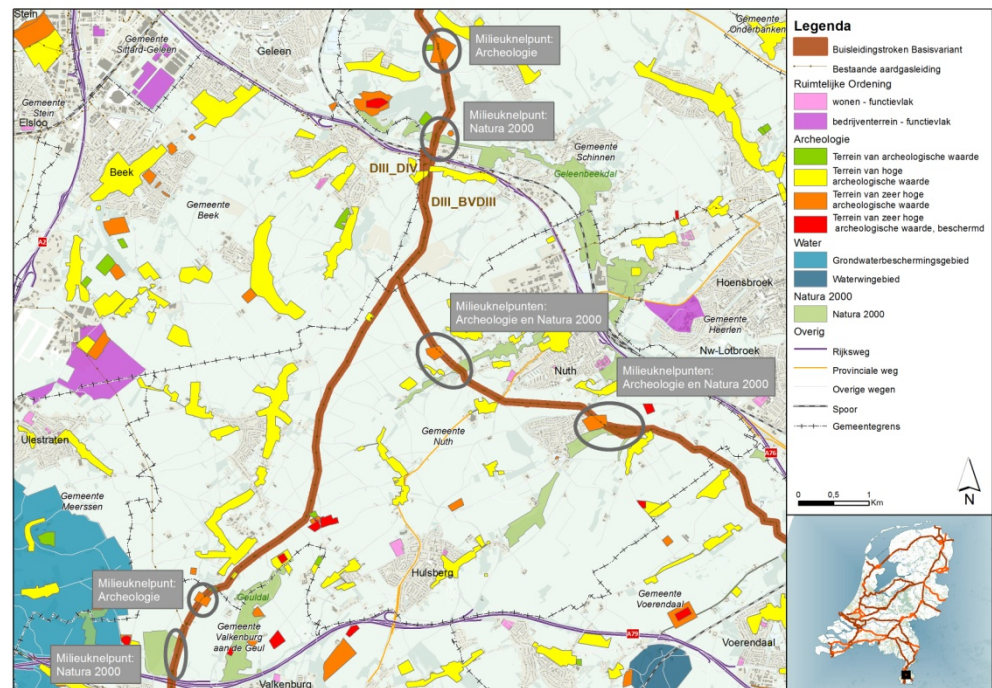 Stein
Gemeente
Sittard-Geleen
Geleen
Milieuknelpunt:
Archeologie
Gemeente
Onderbanken
Gemeente
Stein
Elsloo
Milieuknelpunt:
Natura 2000
Gemeente
Schinnen
Geleenbeekdal
DIII_DIV
Beek
Gemeente
Beek
DIII_BVDIII
A2
Hoensbroek
Milieuknelpunten:
Archeologie en Natura 2000
Gemeente
Heerlen
Nw-Lotbroek
Nuth
Milieuknelpunten:
Archeologie en Natura 2000
Ulestraten
Gemeente
Nuth
A76
Gemeente
Meerssen
Milieuknelpunt:
Archeologie
Hulsberg
Geuldal
Gemeente
Voerendaal
Gemeente
Valkenburg
aan de Geul
A79
Voerendaal
Milieuknelpunt:
Natura 2000
Valkenburg
Legenda
Buisleidingstroken Basisvariant
Bestaande aardgasleiding
Ruimtelijke Ordening
wonen - functievlak
bedrijventerrein - functievlak
Archeologie
Terrein van archeologische waarde
Terrein van hoge
archeologische waarde
Terrein van zeer hoge
archeologische waarde
Terrein van zeer hoge
archeologische waarde, beschermd
Water
Grondwaterbeschermingsgebied
Waterwingebied
Natura 2000
Natura 2000
Overig
Rijksweg
Provinciale weg
Overige wegen
Spoor
Gemeentegrens
0 0,5 1
Km
N